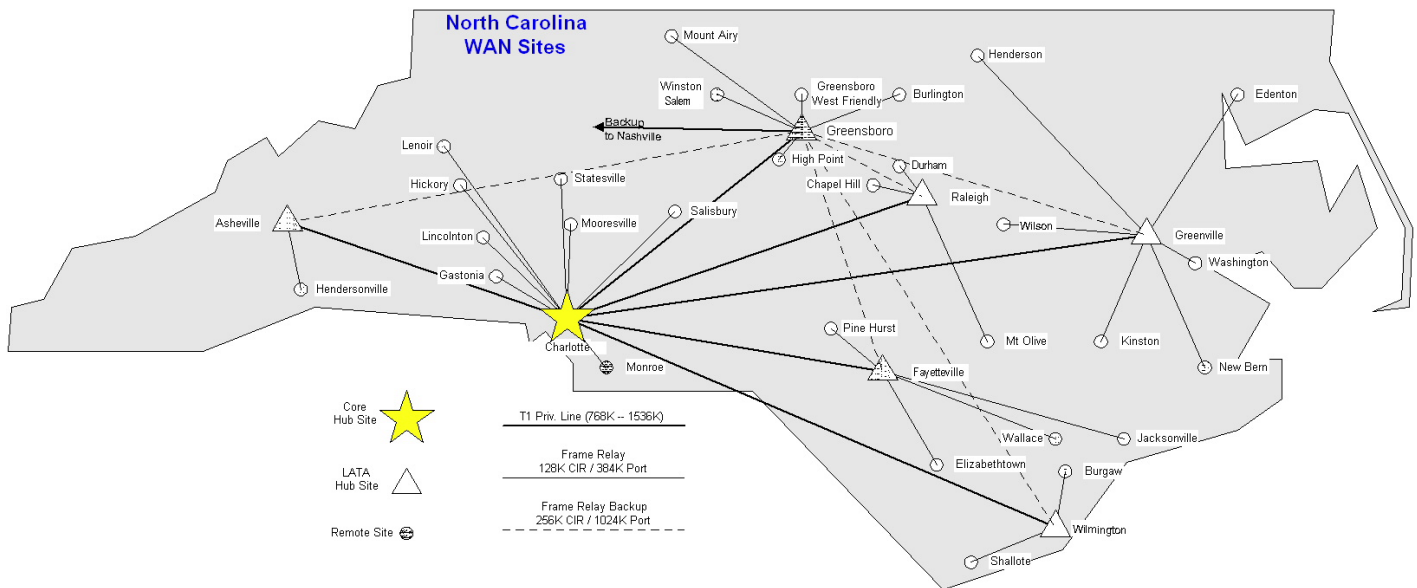 North Carolina
WAN Sites
Mount Airy
Henderson
Winston
Salem
Greensboro
West Friendly
Burlington
Edenton
Backup
to Nashville
Greensboro
Lenoir
High Point
Durham
Hickory
Statesville
Chapel Hill
Raleigh
Asheville
Salisbury
Mooresville
Wilson
Greenville
Lincolnton
Washington
Gastonia
Hendersonville
Pine Hurst
Charlotte
Monroe
Mt Olive
Kinston
New Bern
Fayetteville
Core
Hub Site
T1 Priv. Line (768K -- 1536K)
Wallace
Jacksonville
Frame Relay
128K CIR / 384K Port
Elizabethtown
Burgaw
LATA
Hub Site
Frame Relay Backup
256K CIR / 1024K Port
Wilmington
Remote Site
Shallote